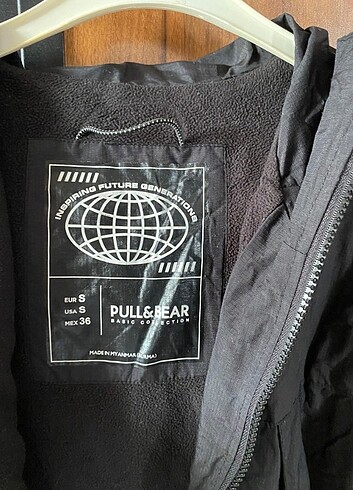 INSPIRING FUTURE GENERATIONS
EUR S
USA S
MEX 36
PULL&BEAR
BASIC COLLECTION
MADE IN MYANMAR (BURMA)